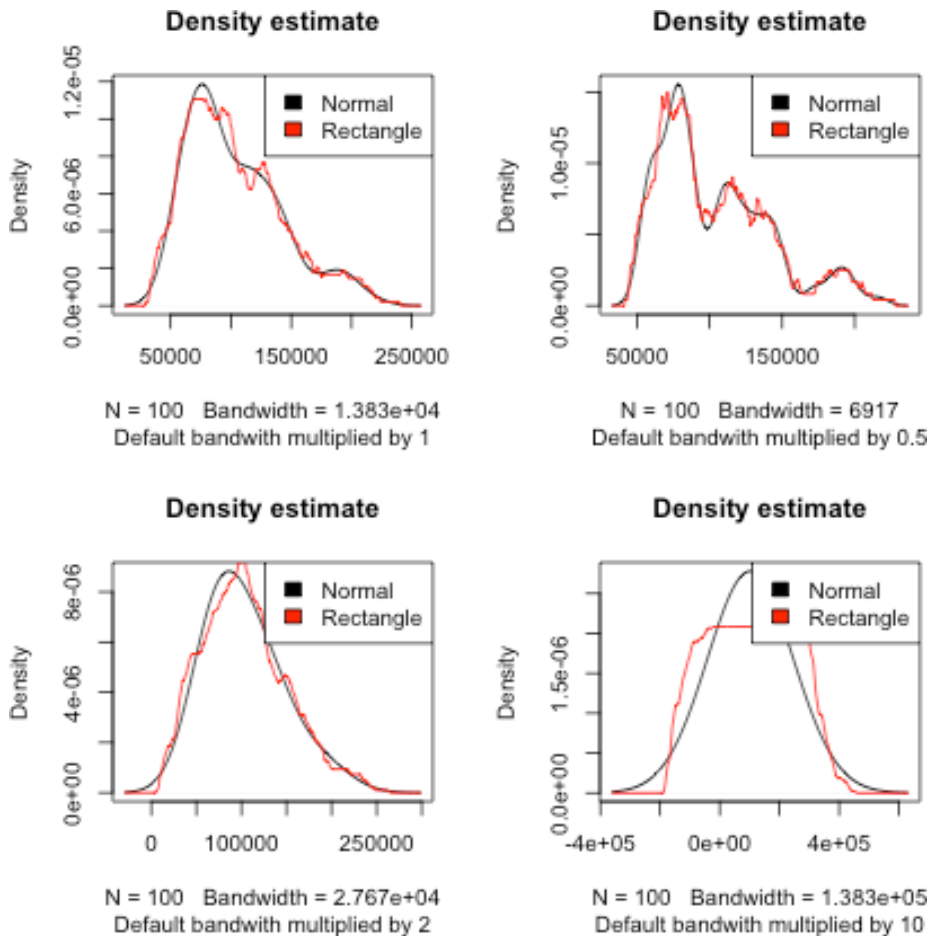 Density estimate
1.2e-05
6.0e-06
0.0e+00
Density
Normal
Rectangle
50000 150000 250000
N = 100 Bandwidth = 1.383e+04
Default bandwith multiplied by 1
Density estimate
1.0e-05
0.0e+00
Density
Normal
Rectangle
50000 150000
N = 100 Bandwidth = 6917
Default bandwith multiplied by 0.5
Density estimate
8e-06
4e-06
0e+00
Density
Normal
Rectangle
0 100000 250000
N = 100 Bandwidth = 2.767e+04
Default bandwith multiplied by 2
Density estimate
1.5e-06
0.0e+00
Density
Normal
Rectangle
-4e+05 0e+00 4e+05
N = 100 Bandwidth = 1.383e+05
Default bandwith multiplied by 10